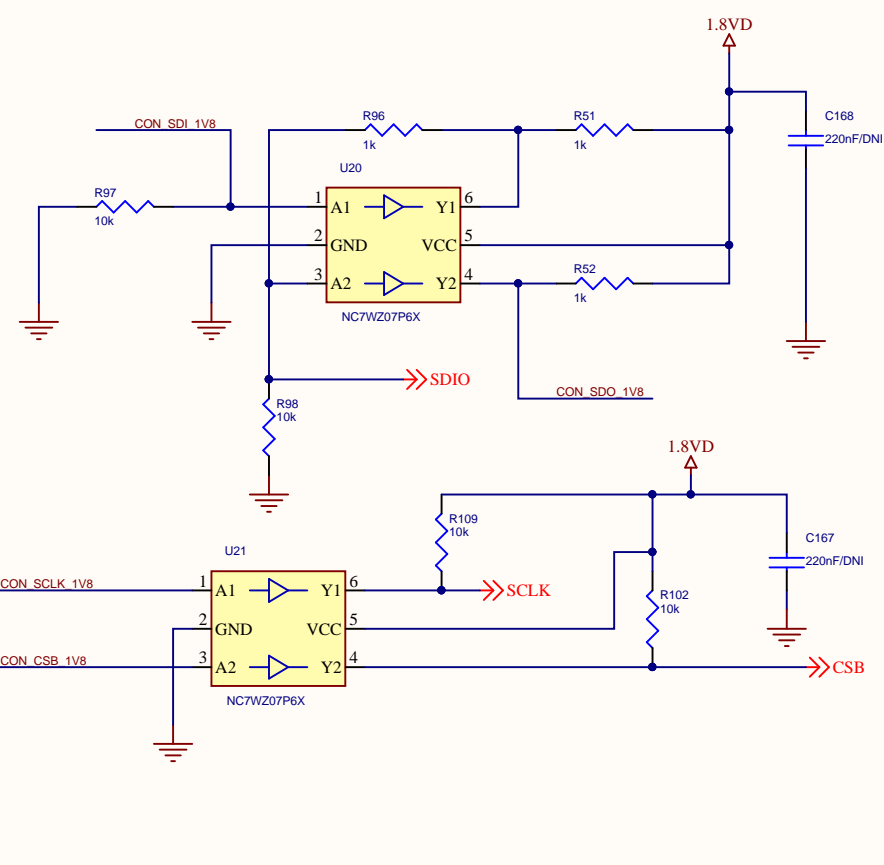 1.8VD
C168
220nF/DNI
R96
1k
R51
1k
CON_SDI_1V8
U20
R97
10k
1
A1
Y1
6
2
GND
VCC
5
3
A2
Y2
4
R52
1k
NC7WZ07P6X
SDIO
CON_SDO_1V8
R98
10k
1.8VD
R109
10k
C167
220nF/DNI
U21
CON_SCLK_1V8
1
A1
Y1
6
SCLK
R102
10k
2
GND
VCC
5
CON_CSB_1V8
3
A2
Y2
4
CSB
NC7WZ07P6X